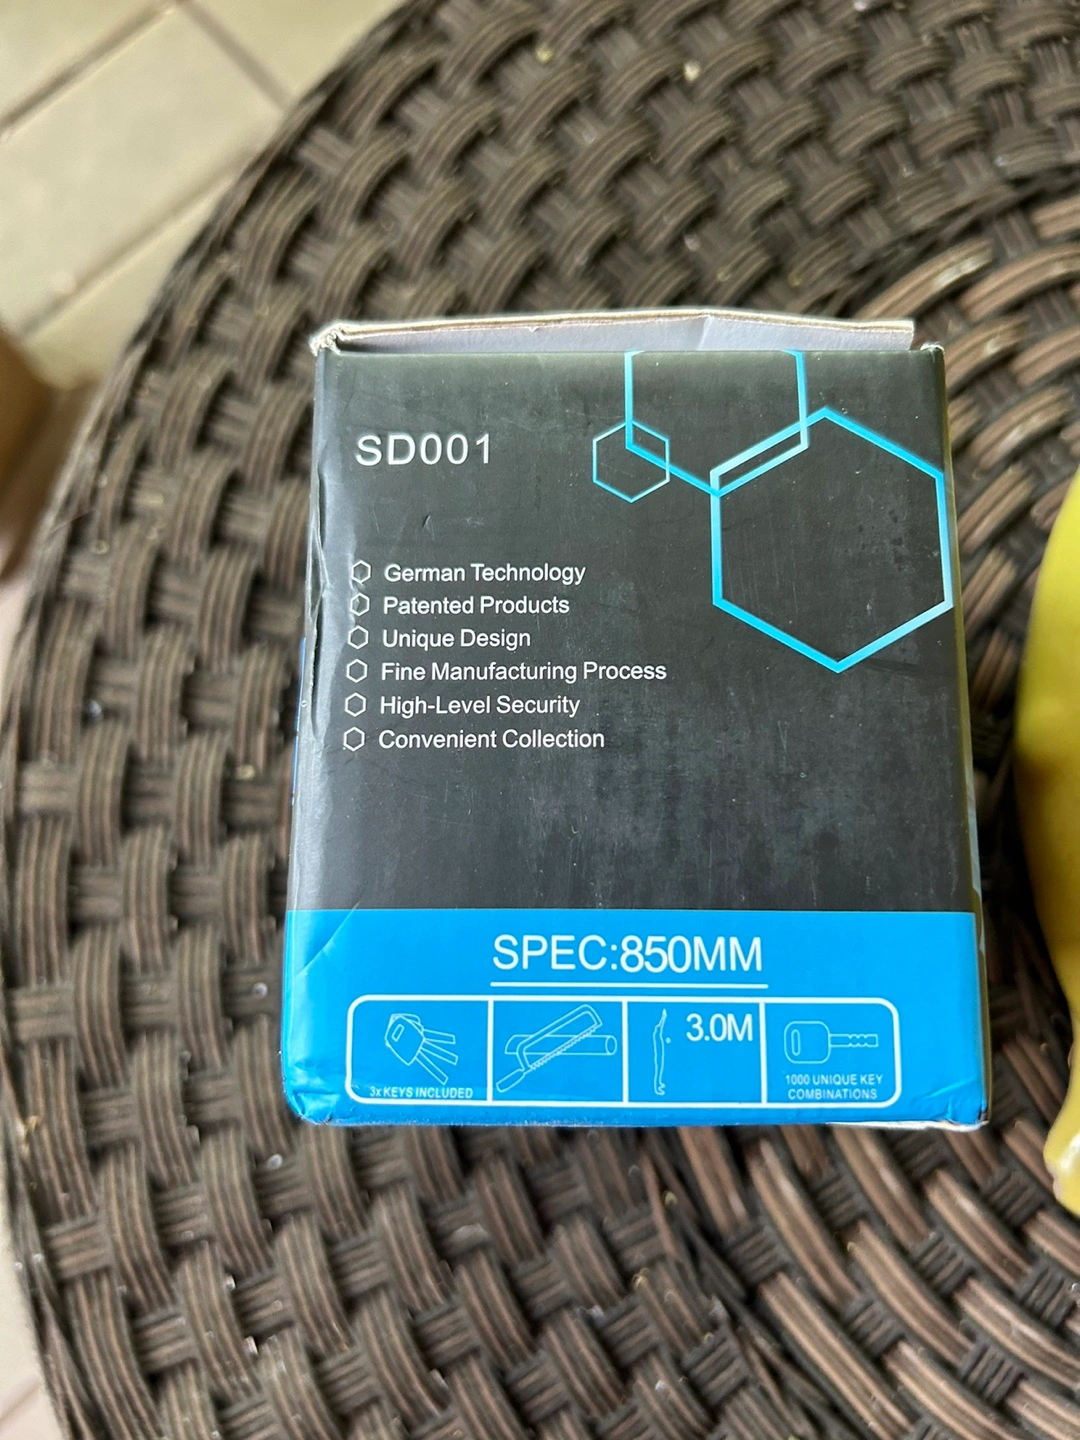 SD001
German Technology
Patented Products
Unique Design
Fine Manufacturing Process
High-Level Security
Convenient Collection
SPEC:850MM
3x KEYS INCLUDED
3.0M
1000 UNIQUE KEY
COMBINATIONS